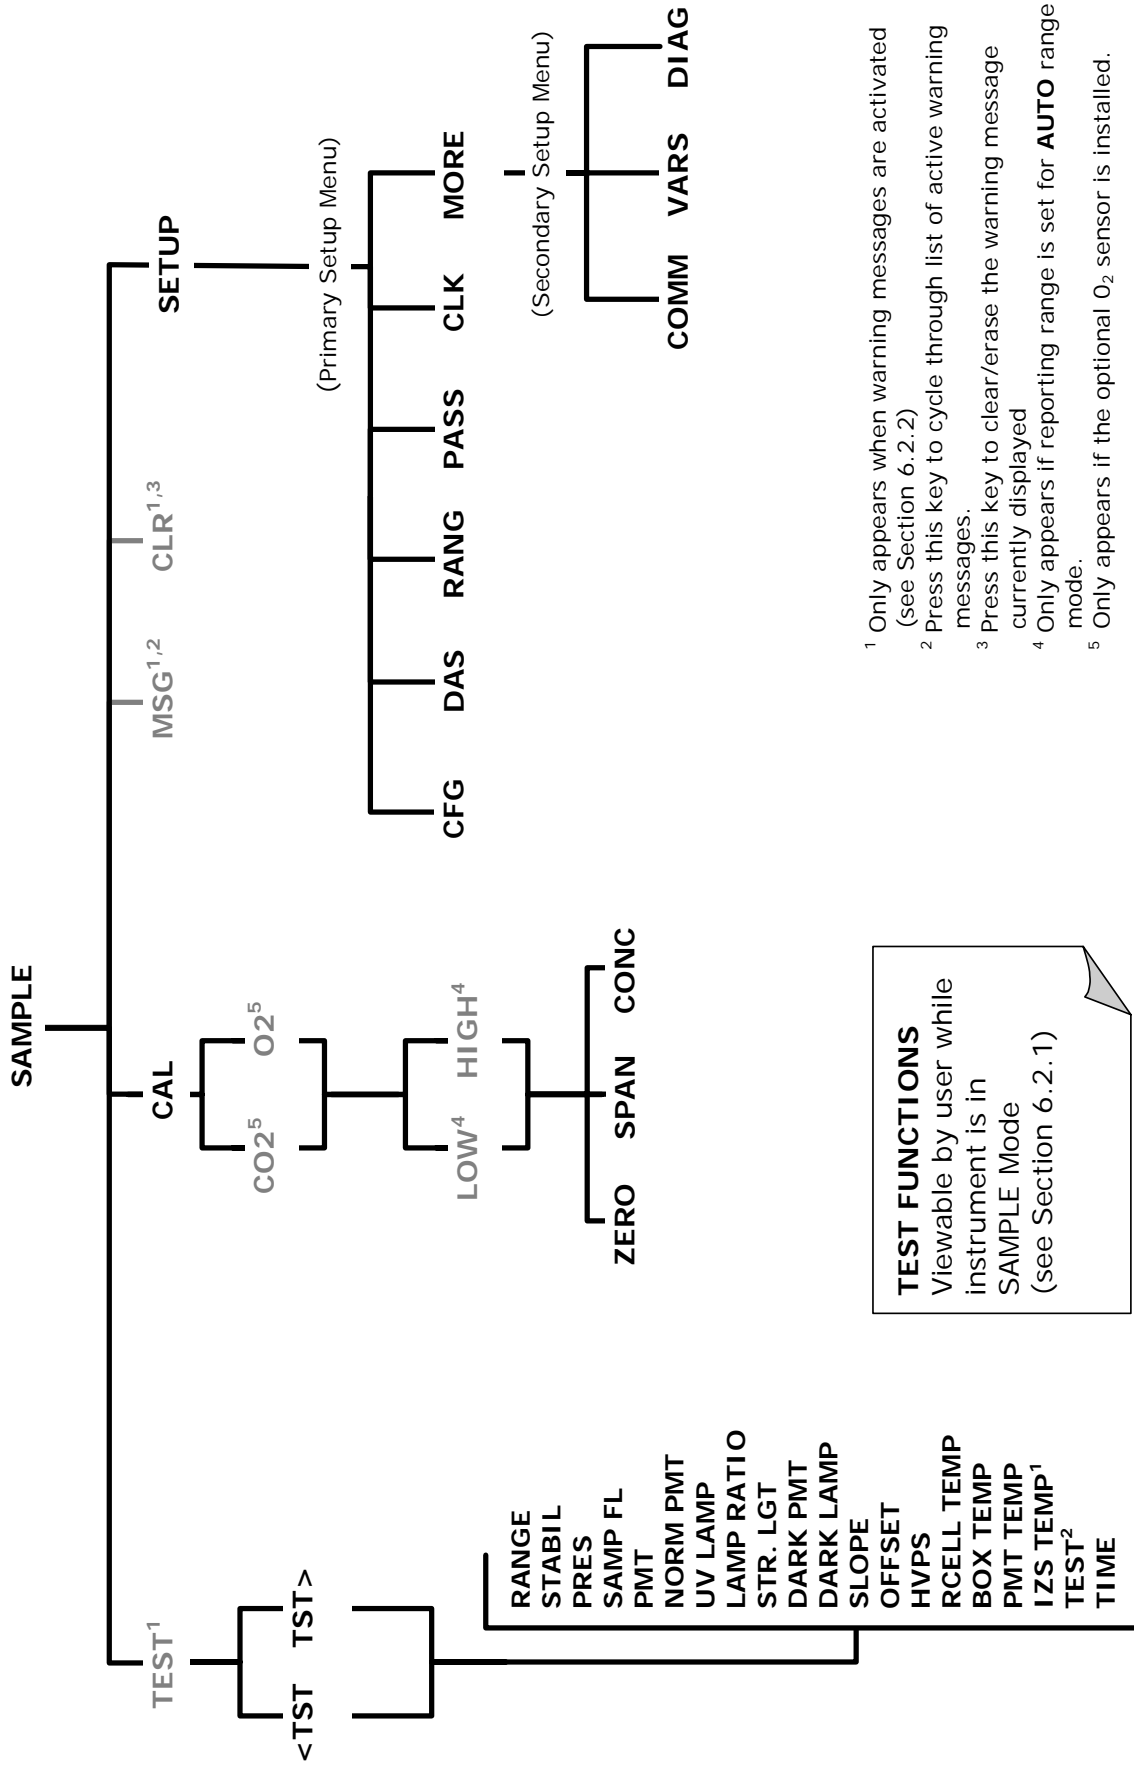 SAMPLE
TEST¹
CAL
MSG¹,²
CLR¹,³
SETUP
<TST
TST>
CO2⁵
O2⁵
(Primary Setup Menu)
LOW⁴
HIGH⁴
CFG
DAS
RANG
PASS
CLK
MORE
(Secondary Setup Menu)
ZERO
SPAN
CONC
COMM
VARS
DIAG
RANGE
STABIL
PRES
SAMP FL
PMT
NORM PMT
UV LAMP
LAMP RATIO
STR. LGT
DARK PMT
DARK LAMP
SLOPE
OFFSET
HVPS
RCELL TEMP
BOX TEMP
PMT TEMP
IZS TEMP¹
TEST²
TIME
TEST FUNCTIONS
Viewable by user while
instrument is in
SAMPLE Mode
(see Section 6.2.1)
¹ Only appears when warning messages are activated
(see Section 6.2.2)
² Press this key to cycle through list of active warning
messages.
³ Press this key to clear/erase the warning message
currently displayed
⁴ Only appears if reporting range is set for AUTO range
mode.
⁵ Only appears if the optional O₂ sensor is installed.